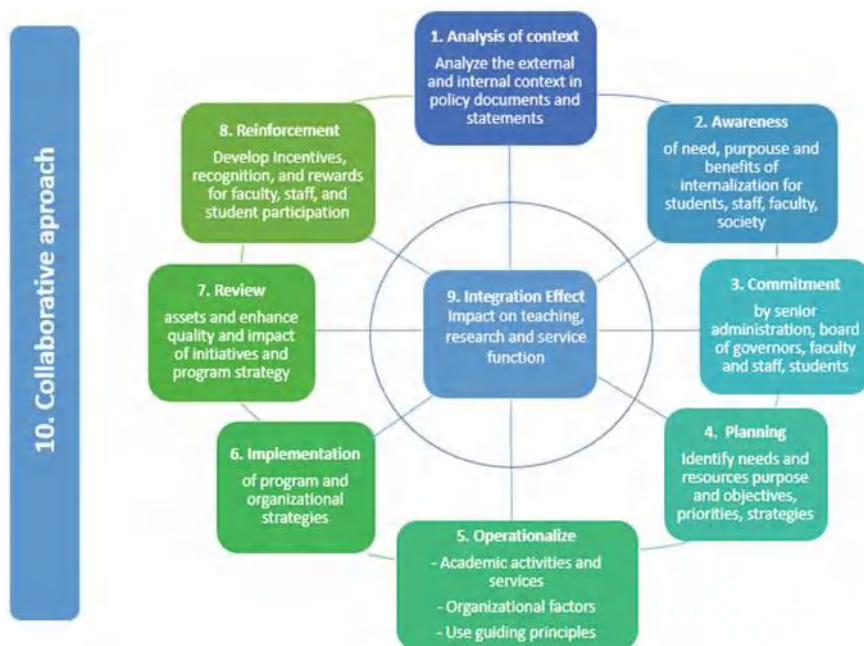 10. Collaborative aproach
1. Analysis of context
Analyze the external
and internal context in
policy documents and
statements
2. Awareness
of need, purpouse and
benefits of
internalization for
students, staff, faculty,
society
3. Commitment
by senior
administration, board
of governors, faculty
and staff, students
4. Planning
Identify needs and
resources purpose
and objectives,
priorities, strategies
5. Operationalize
- Academic activities and
services
- Organizational factors
- Use guiding principles
6. Implementation
of program and
organizational
strategies
7. Review
assets and enhance
quality and impact
of initiatives and
program strategy
8. Reinforcement
Develop Incentives,
recognition, and rewards
for faculty, staff, and
student participation
9. Integration Effect
Impact on teaching,
research and service
function